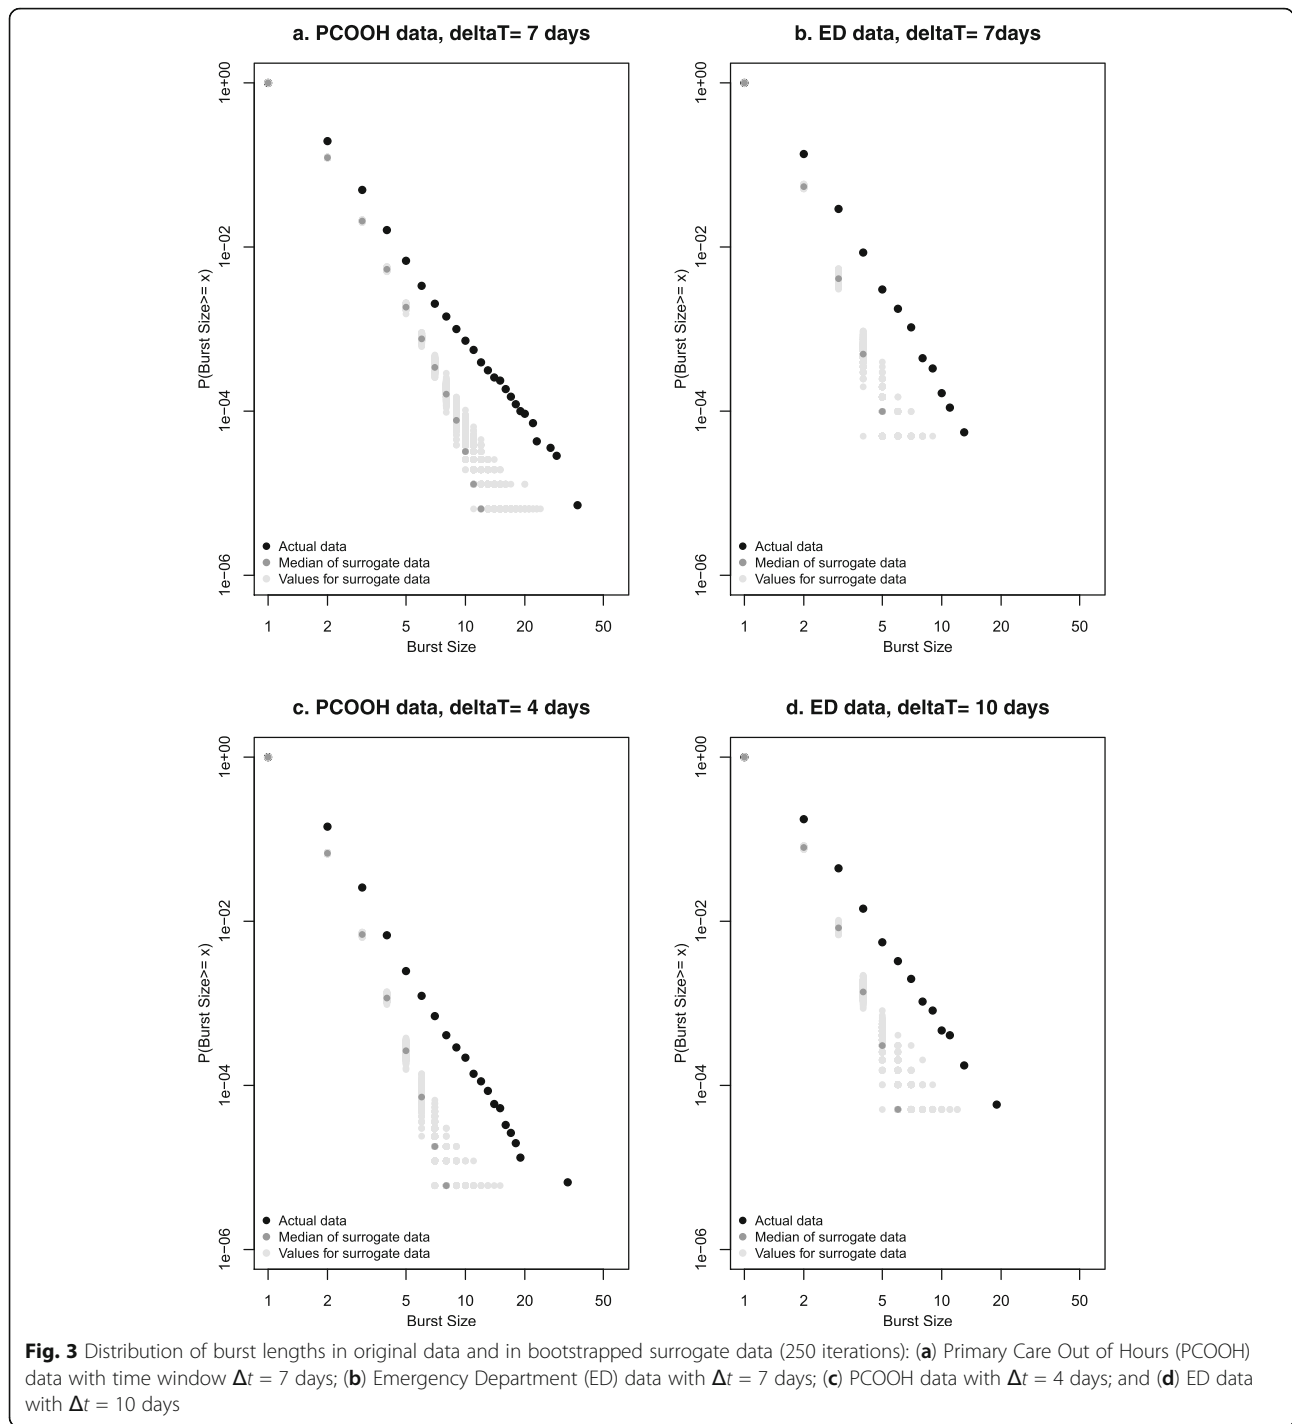 a. PCOOH data, deltaT= 7 days
P(Burst Size>= x)
1e+00
1e−02
1e−04
1e−06
Actual data
Median of surrogate data
Values for surrogate data
1 2 5 10 20 50
Burst Size
b. ED data, deltaT= 7days
P(Burst Size>= x)
1e+00
1e−02
1e−04
1e−06
Actual data
Median of surrogate data
Values for surrogate data
1 2 5 10 20 50
Burst Size
c. PCOOH data, deltaT= 4 days
P(Burst Size>= x)
1e+00
1e−02
1e−04
1e−06
Actual data
Median of surrogate data
Values for surrogate data
1 2 5 10 20 50
Burst Size
d. ED data, deltaT= 10 days
P(Burst Size>= x)
1e+00
1e−02
1e−04
1e−06
Actual data
Median of surrogate data
Values for surrogate data
1 2 5 10 20 50
Burst Size
Fig. 3 Distribution of burst lengths in original data and in bootstrapped surrogate data (250 iterations): (a) Primary Care Out of Hours (PCOOH)
data with time window Δt = 7 days; (b) Emergency Department (ED) data with Δt = 7 days; (c) PCOOH data with Δt = 4 days; and (d) ED data
with Δt = 10 days